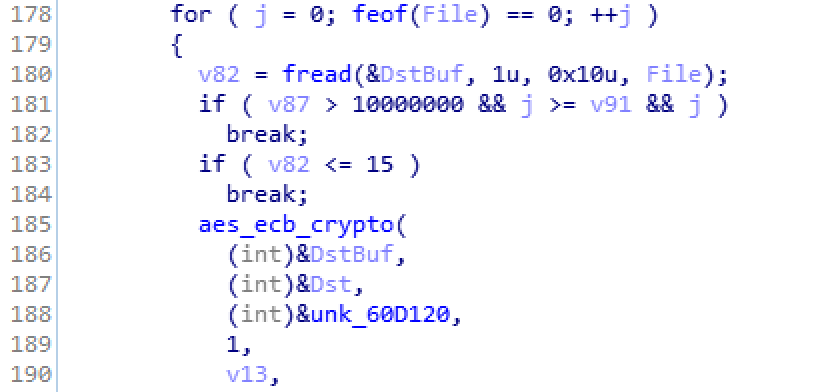 178 for ( j = 0; feof(File) == 0; ++j )
179 {
180 v82 = fread(&DstBuf, 1u, 0x10u, File);
181 if ( v87 > 10000000 && j >= v91 && j )
182 break;
183 if ( v82 <= 15 )
184 break;
185 aes_ecb_crypto(
186 (int)&DstBuf,
187 (int)&Dst,
188 (int)&unk_60D120,
189 1,
190 v13,